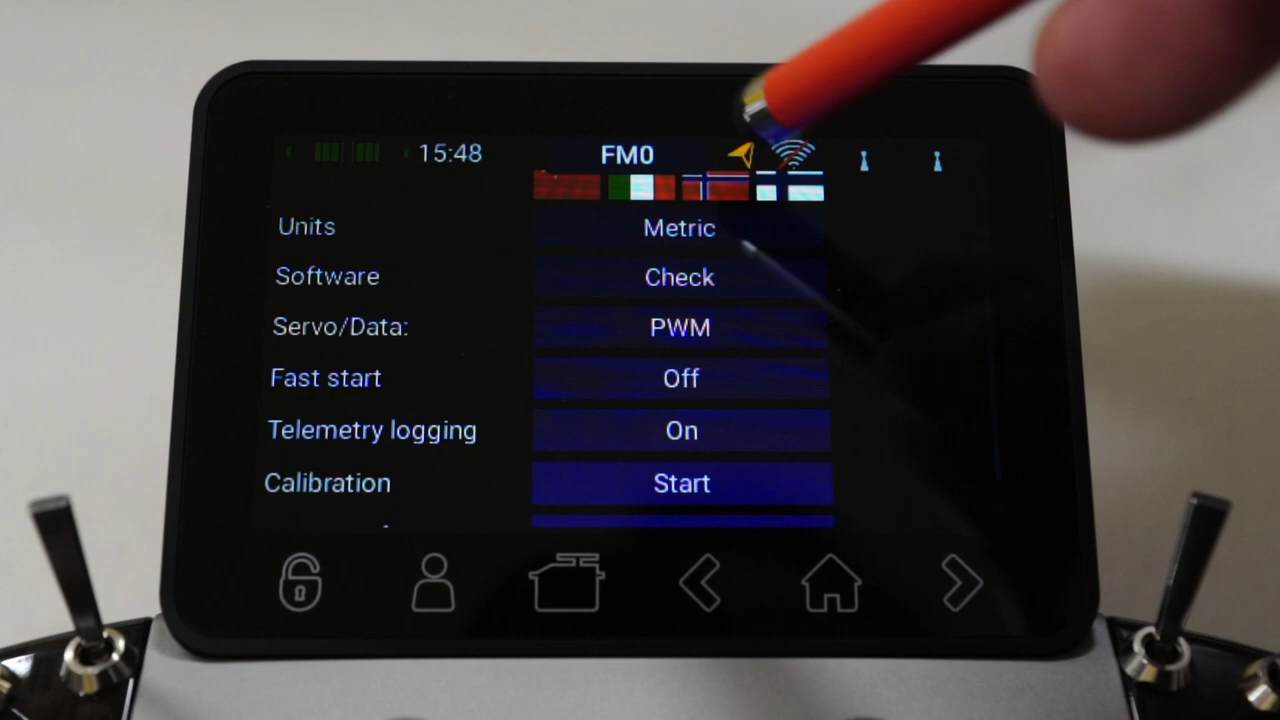 15:48 FM0
Units Metric
Software Check
Servo/Data: PWM
Fast start Off
Telemetry logging On
Calibration Start